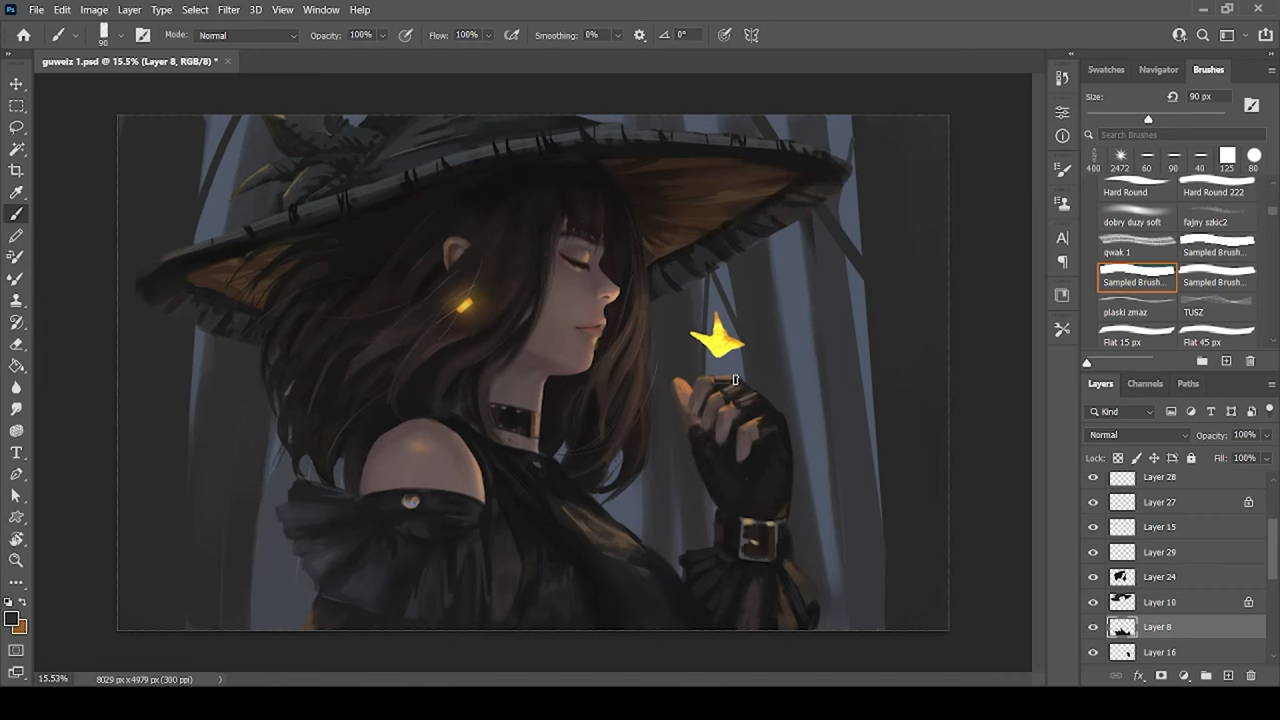 Ps File Edit Image Layer Type Select Filter 3D View Window Help
90 Mode: Normal Opacity: 100% Flow: 100% Smoothing: 0% 0°
guweiz 1.psd @ 15.5% (Layer 8, RGB/8) *
Swatches Navigator Brushes
Size: 90 px
Search Brushes
400 2472 60 90 40 125 80
Hard Round Hard Round 222
dobry duzy soft fajny szkic2
qwak 1 Sampled Brush...
Sampled Brush... Sampled Brush...
plaski zmaz TUSZ
Flat 15 px Flat 45 px
Layers Channels Paths
Kind
Normal Opacity: 100%
Lock: Fill: 100%
Layer 28
Layer 27
Layer 15
Layer 29
Layer 24
Layer 10
Layer 8
Layer 16
15.53% 8029 px x 4979 px (300 ppi)